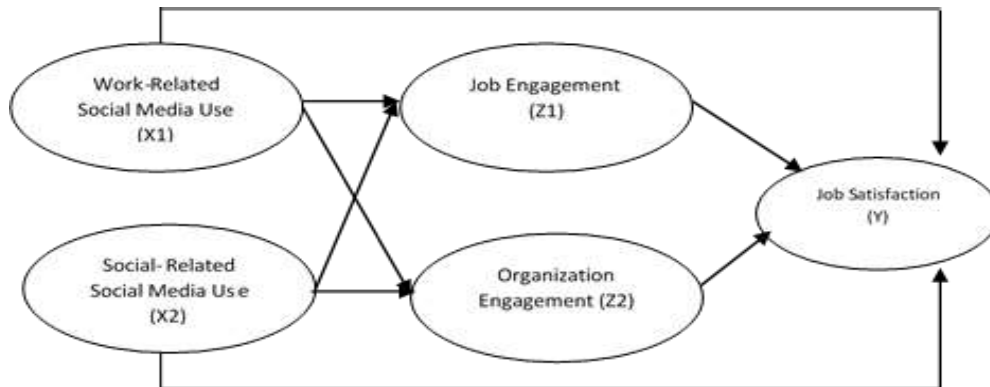 Work-Related
Social Media Use
(X1)
Job Engagement
(Z1)
Job Satisfaction
(Y)
Social- Related
Social Media Use
(X2)
Organization
Engagement (Z2)